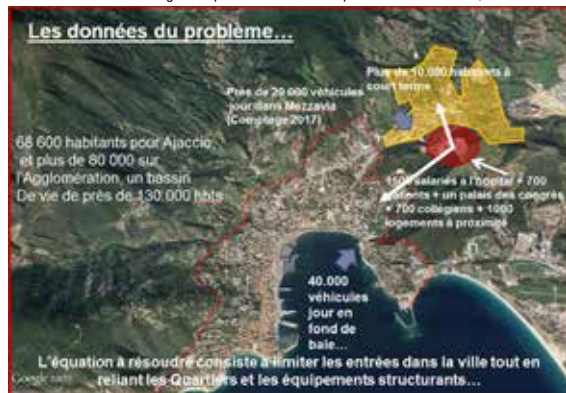 Les données du problème...
Plus de 10.000 habitants à
court terme
Près de 20 000 véhicules
jour dans Mezzavia
(Comptage 2017)
68 600 habitants pour Ajaccio
et plus de 80 000 sur
l'Agglomération, un bassin
De vie de près de 130 000 hbts
1500 salariés à l'hôpital + 700
patients + un palais des congrès
+ 700 collégiens + 1000
logements à proximité
40.000
véhicules
jour en
fond de
baie...
L'équation à résoudre consiste à limiter les entrées dans la ville tout en
reliant les Quartiers et les équipements structurants...
Google